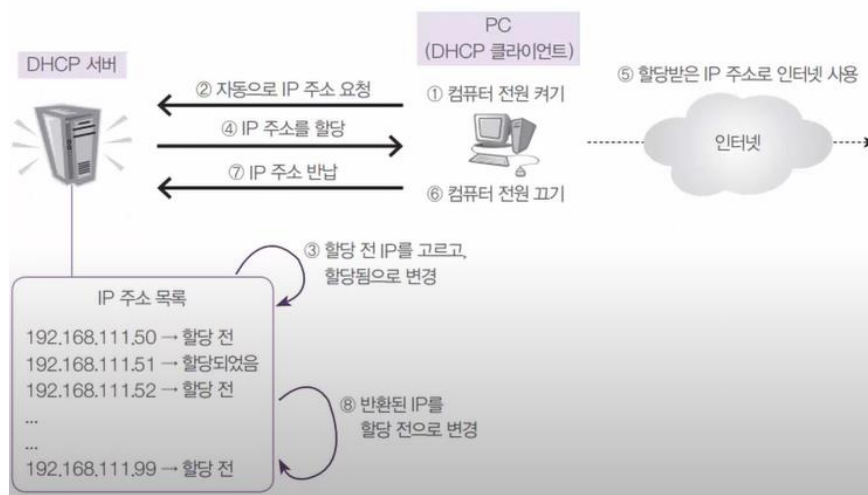 DHCP 서버
PC
(DHCP 클라이언트)
② 자동으로 IP 주소 요청
① 컴퓨터 전원 켜기
⑤ 할당받은 IP 주소로 인터넷 사용
④ IP 주소를 할당
인터넷
⑦ IP 주소 반납
⑥ 컴퓨터 전원 끄기
③ 할당 전 IP를 고르고,
할당됨으로 변경
IP 주소 목록
192.168.111.50 → 할당 전
192.168.111.51 → 할당되었음
192.168.111.52 → 할당 전
...
...
192.168.111.99 → 할당 전
⑧ 반환된 IP를
할당 전으로 변경